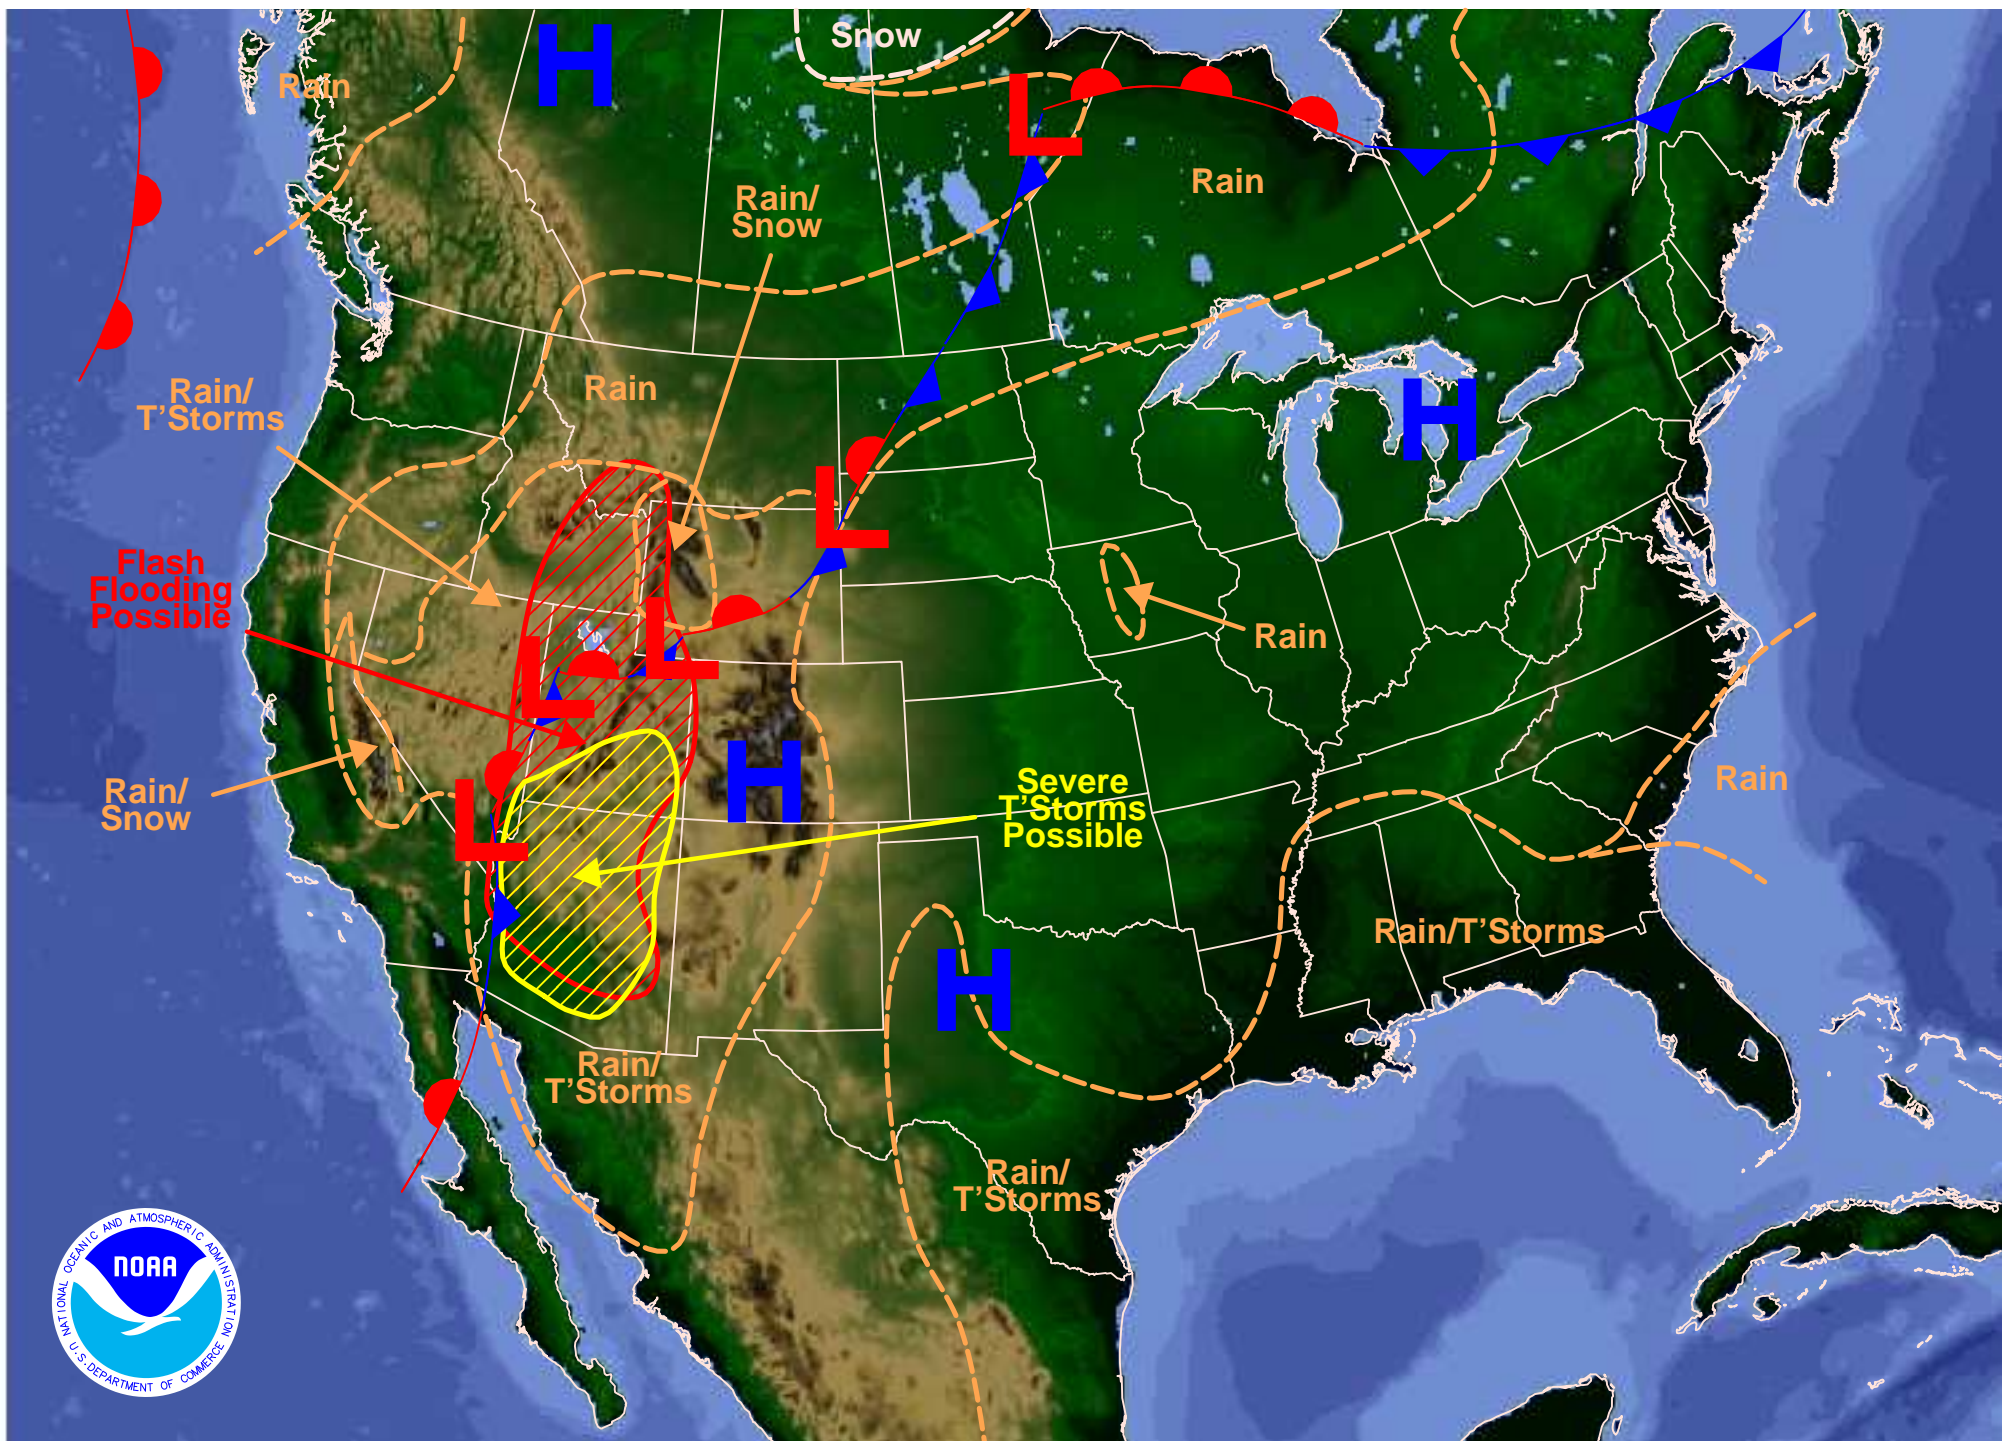 Snow
H
Rain
L
Rain
Rain/
Snow
Rain/
T'Storms
Rain
H
L
Flash
Flooding
Possible
Rain
L
L
Rain/
Snow
H
L
Severe
T'Storms
Possible
Rain
Rain/T'Storms
H
Rain/
T'Storms
Rain/
T'Storms
NATIONAL OCEANIC AND ATMOSPHERIC ADMINISTRATION
NOAA
U.S. DEPARTMENT OF COMMERCE